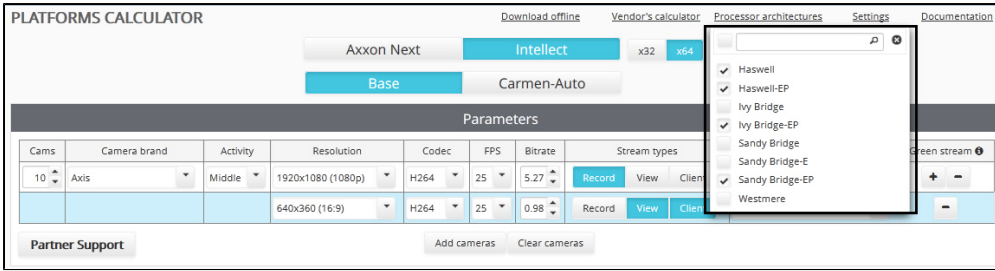 PLATFORMS CALCULATOR
Download offline Vendor's calculator Processor architectures Settings Documentation
Axxon Next Intellect x32 x64
Base Carmen-Auto
Haswell
Haswell-EP
Ivy Bridge
Ivy Bridge-EP
Sandy Bridge
Sandy Bridge-E
Sandy Bridge-EP
Westmere
Parameters
Cams Camera brand Activity Resolution Codec FPS Bitrate Stream types Green stream
10 Axis Middle 1920x1080 (1080p) H264 25 5.27 Record View Client
640x360 (16:9) H264 25 0.98 Record View Client
Partner Support Add cameras Clear cameras